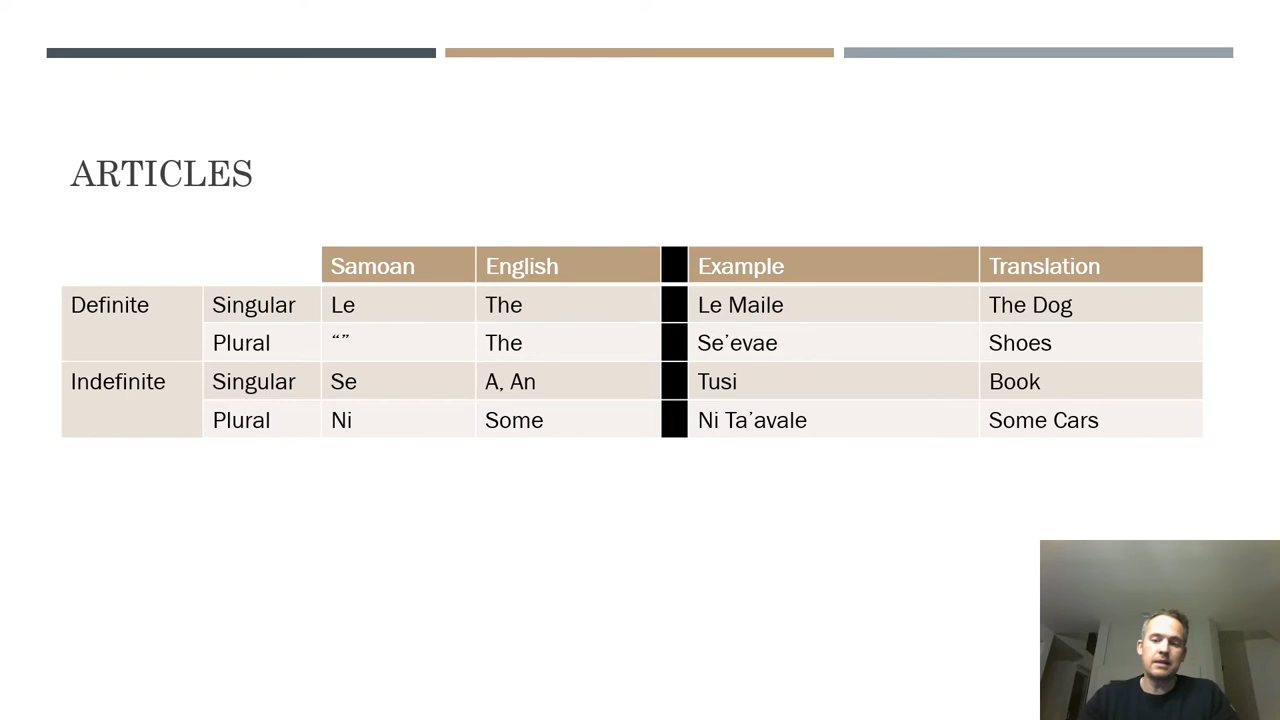 ARTICLES
Samoan English Example Translation
Definite Singular Le The Le Maile The Dog
Plural “” The Se’evae Shoes
Indefinite Singular Se A, An Tusi Book
Plural Ni Some Ni Ta’avale Some Cars